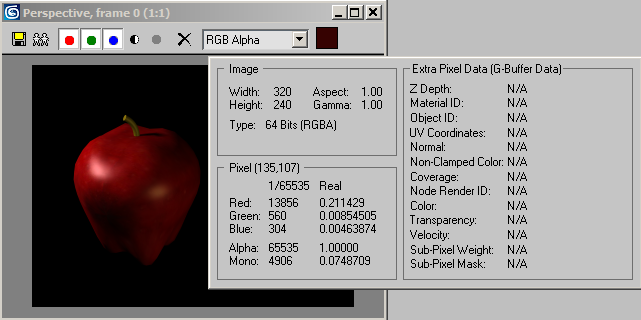 Perspective, frame 0 (1:1)
RGB Alpha
Image
Width: 320 Aspect: 1.00
Height: 240 Gamma: 1.00
Type: 64 Bits (RGBA)
Pixel (135,107)
1/65535 Real
Red: 13856 0.211429
Green: 560 0.00854505
Blue: 304 0.00463874
Alpha: 65535 1.00000
Mono: 4906 0.0748709
Extra Pixel Data (G-Buffer Data)
Z Depth: N/A
Material ID: N/A
Object ID: N/A
UV Coordinates: N/A
Normal: N/A
Non-Clamped Color: N/A
Coverage: N/A
Node Render ID: N/A
Color: N/A
Transparency: N/A
Velocity: N/A
Sub-Pixel Weight: N/A
Sub-Pixel Mask: N/A